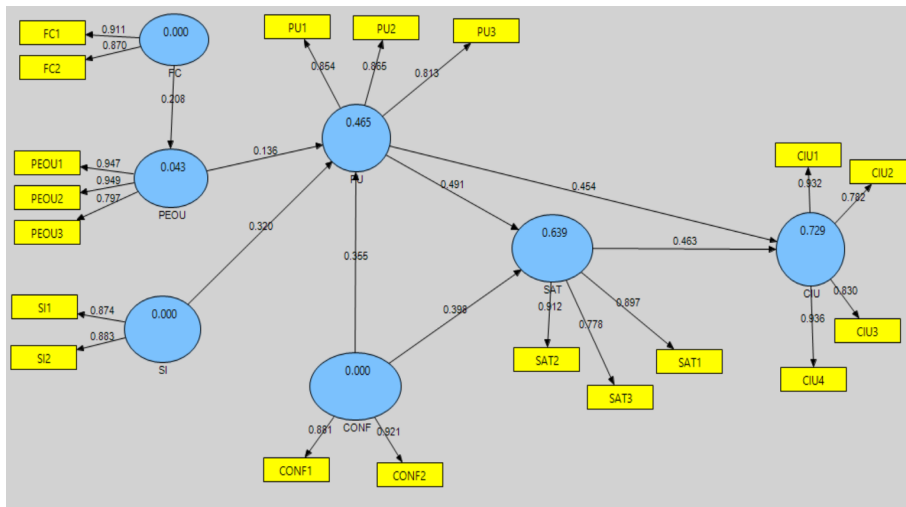 FC1
0.911
FC2
0.870
0.000
FC
0.208
PU1
PU2
PU3
0.854
0.865
0.813
0.465
PU
PEOU1
0.947
PEOU2
0.949
PEOU3
0.797
0.043
PEOU
0.136
0.320
0.355
0.491
0.454
SI1
0.874
SI2
0.883
0.000
SI
0.000
CONF
0.398
CONF1
0.881
CONF2
0.921
0.639
SAT
0.463
0.912
0.778
0.897
SAT2
SAT3
SAT1
CIU1
CIU2
0.932
0.782
0.729
CIU
0.830
0.936
CIU3
CIU4